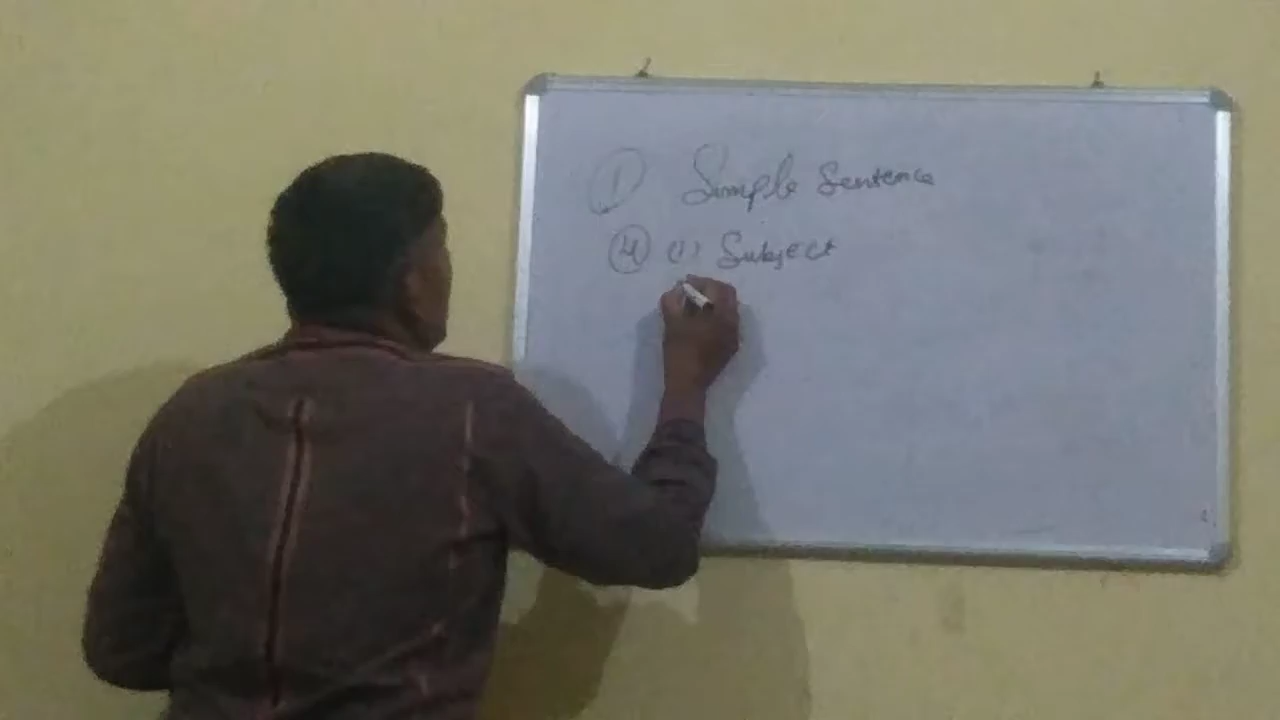 ① Simple Sentence
④ (1) Subject